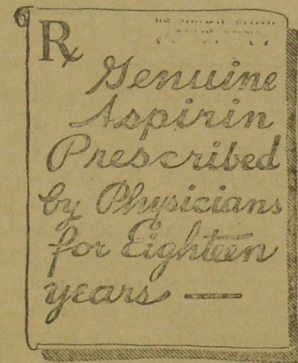 ℞
Genuine
Aspirin
Prescribed
by Physicians
for Eighteen
years —